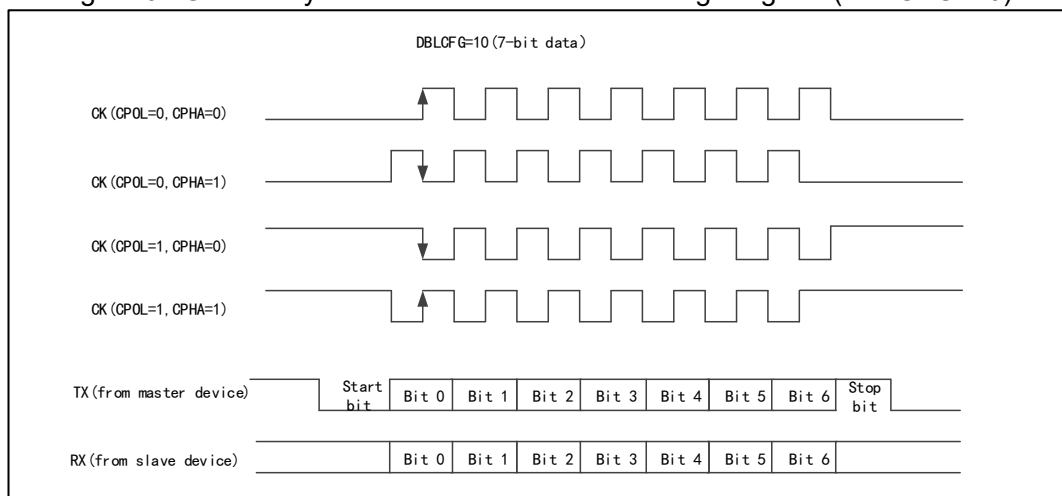 DBLCFG=10(7-bit data)
CK(CPOL=0,CPHA=0)
CK(CPOL=0,CPHA=1)
CK(CPOL=1,CPHA=0)
CK(CPOL=1,CPHA=1)
TX(from master device) Start bit Bit 0 Bit 1 Bit 2 Bit 3 Bit 4 Bit 5 Bit 6 Stop bit
RX(from slave device) Bit 0 Bit 1 Bit 2 Bit 3 Bit 4 Bit 5 Bit 6